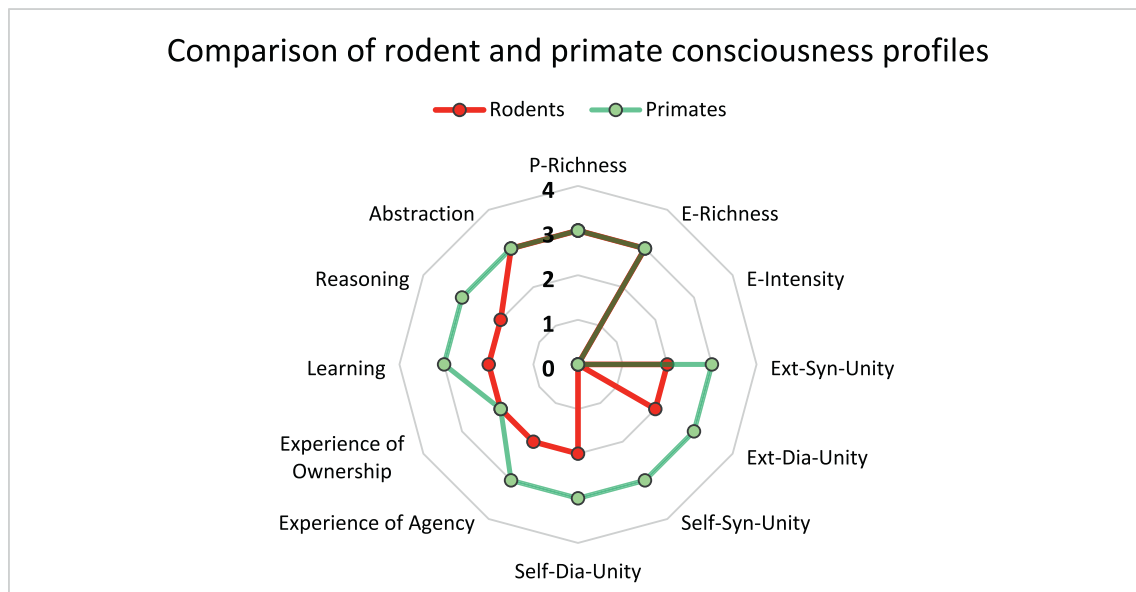 Comparison of rodent and primate consciousness profiles
Rodents
Primates
P-Richness
E-Richness
E-Intensity
Ext-Syn-Unity
Ext-Dia-Unity
Self-Syn-Unity
Self-Dia-Unity
Experience of Agency
Experience of
Ownership
Learning
Reasoning
Abstraction
4
3
2
1
0